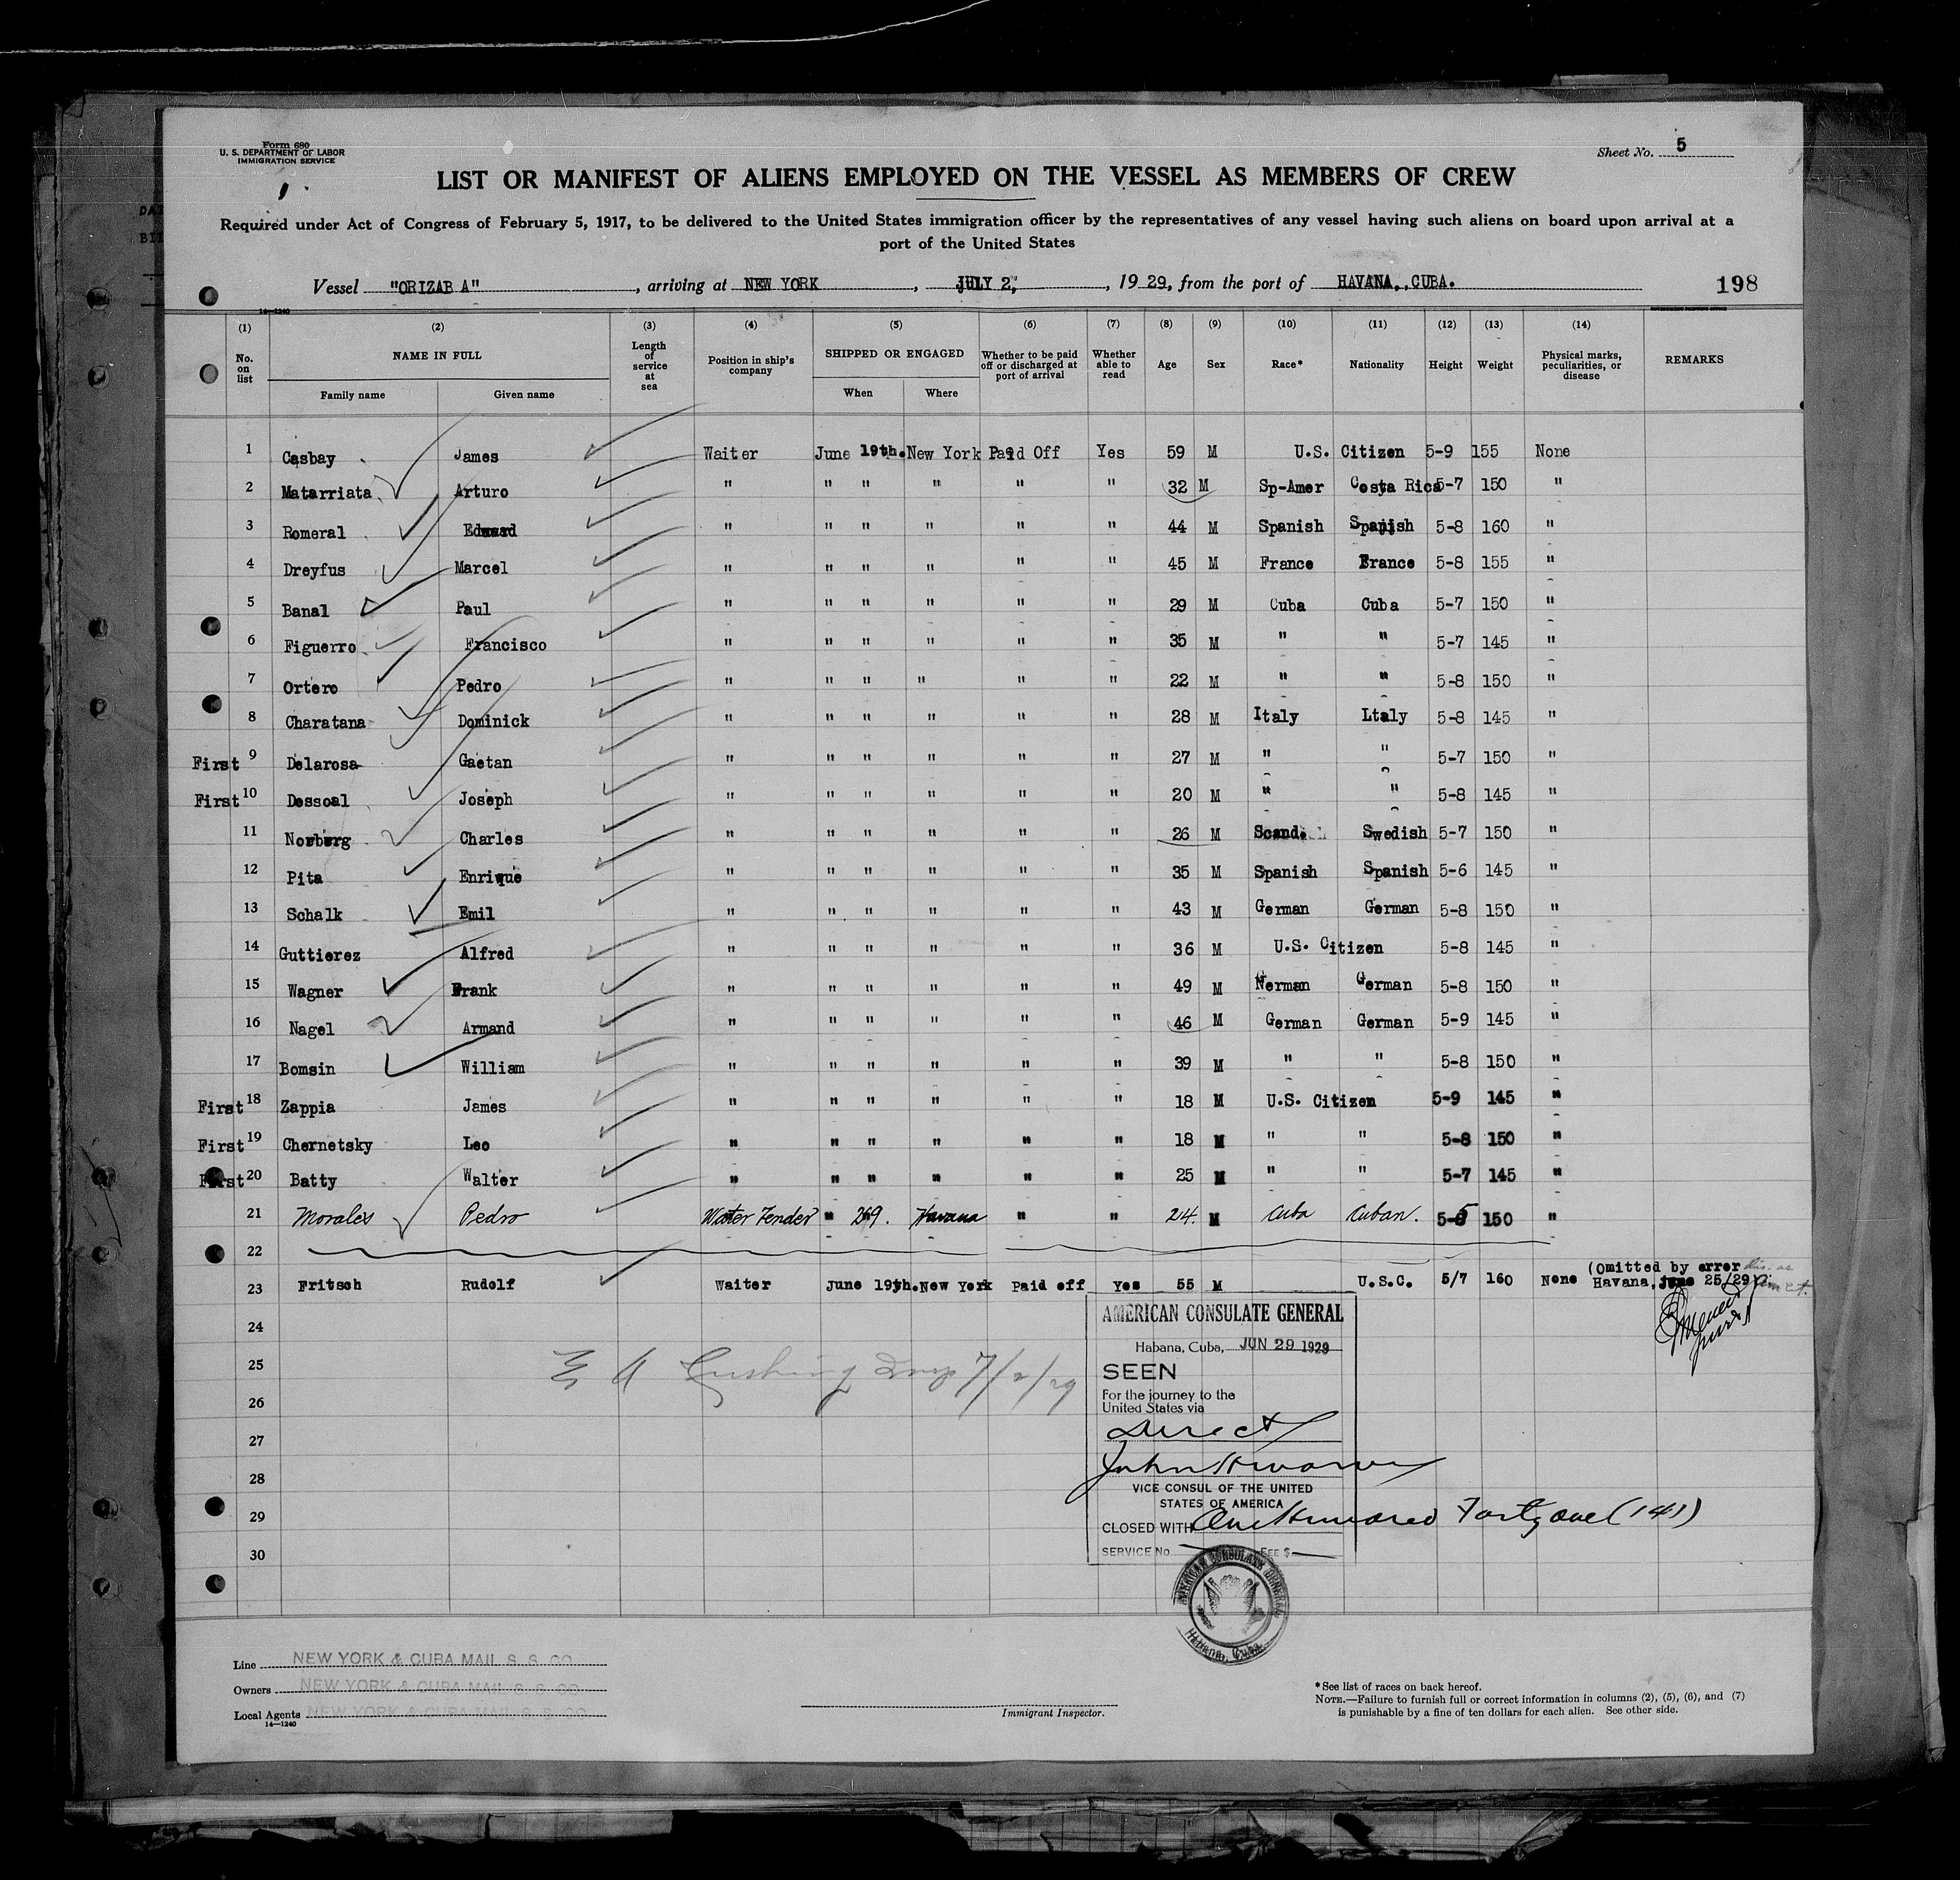 Form 680
U. S. DEPARTMENT OF LABOR
IMMIGRATION SERVICE
Sheet No. 5
LIST OR MANIFEST OF ALIENS EMPLOYED ON THE VESSEL AS MEMBERS OF CREW
Required under Act of Congress of February 5, 1917, to be delivered to the United States immigration officer by the representatives of any vessel having such aliens on board upon arrival at a
port of the United States
Vessel "ORIZAB A", arriving at NEW YORK, JULY 2, 1929, from the port of HAVANA,.CUBA. 198
14—1240
(1) (2) (3) (4) (5) (6) (7) (8) (9) (10) (11) (12) (13) (14)
No. on list NAME IN FULL Family name Given name Length of service at sea Position in ship's company SHIPPED OR ENGAGED When Where Whether to be paid off or discharged at port of arrival Whether able to read Age Sex Race* Nationality Height Weight Physical marks, peculiarities, or disease REMARKS
1 Casbay James Waiter June 19th. New York Paid Off Yes 59 M U.S. Citizen 5-9 155 None
2 Matarriata Arturo " " " " " " 32 M Sp-Amer Costa Rica 5-7 150 "
3 Romeral Edward " " " " " " 44 M Spanish Spanish 5-8 160 "
4 Dreyfus Marcel " " " " " " 45 M France France 5-8 155 "
5 Banal Paul " " " " " " 29 M Cuba Cuba 5-7 150 "
6 Figuerro Francisco " " " " " " 35 M " " 5-7 145 "
7 Ortero Pedro " " " " " " 22 M " " 5-8 150 "
8 Charatana Dominick " " " " " " 28 M Italy Ltaly 5-8 145 "
First 9 Delarosa Gaetan " " " " " " 27 M " " 5-7 150 "
First 10 Dessoal Joseph " " " " " " 20 M " " 5-8 145 "
11 Norberg Charles " " " " " " 26 M Scand. Swedish 5-7 150 "
12 Pita Enrique " " " " " " 35 M Spanish Spanish 5-6 145 "
13 Schalk Emil " " " " " " 43 M German German 5-8 150 "
14 Guttierez Alfred " " " " " " 36 M U.S. Citizen 5-8 145 "
15 Wagner Frank " " " " " " 49 M German German 5-8 150 "
16 Nagel Armand " " " " " " 46 M German German 5-9 145 "
17 Bomsin William " " " " " " 39 M " " 5-8 150 "
First 18 Zappia James " " " " " " 18 M U.S. Citizen 5-9 145 "
First 19 Chernetsky Leo " " " " " " 18 M " " 5-8 150 "
First 20 Batty Walter " " " " " " 25 M " " 5-7 145 "
21 Morales Pedro Water Tender " 29. Havana " " 24. M Cuba Cuban. 5-5 150 "
22
(Omitted by error
23 Fritsch Rudolf Waiter June 19th. New York Paid off Yes 55 M U.S.C. 5/7 160 None Havana, June 25/29
24
25
26
27
28
29
30
E A Cushing Insp 7/2/29
AMERICAN CONSULATE GENERAL
Habana, Cuba, JUN 29 1929
SEEN
For the journey to the
United States via
Direct
VICE CONSUL OF THE UNITED
STATES OF AMERICA
CLOSED WITH One Hundred Forty one (141)
SERVICE No. FEE $
AMERICAN CONSULATE GENERAL
Habana, Cuba
Line NEW YORK & CUBA MAIL S. S. CO.
Owners NEW YORK & CUBA MAIL S. S. CO.
Local Agents NEW YORK & CUBA MAIL S. S. CO.
14—1240
Immigrant Inspector.
*See list of races on back hereof.
NOTE.—Failure to furnish full or correct information in columns (2), (5), (6), and (7)
is punishable by a fine of ten dollars for each alien. See other side.